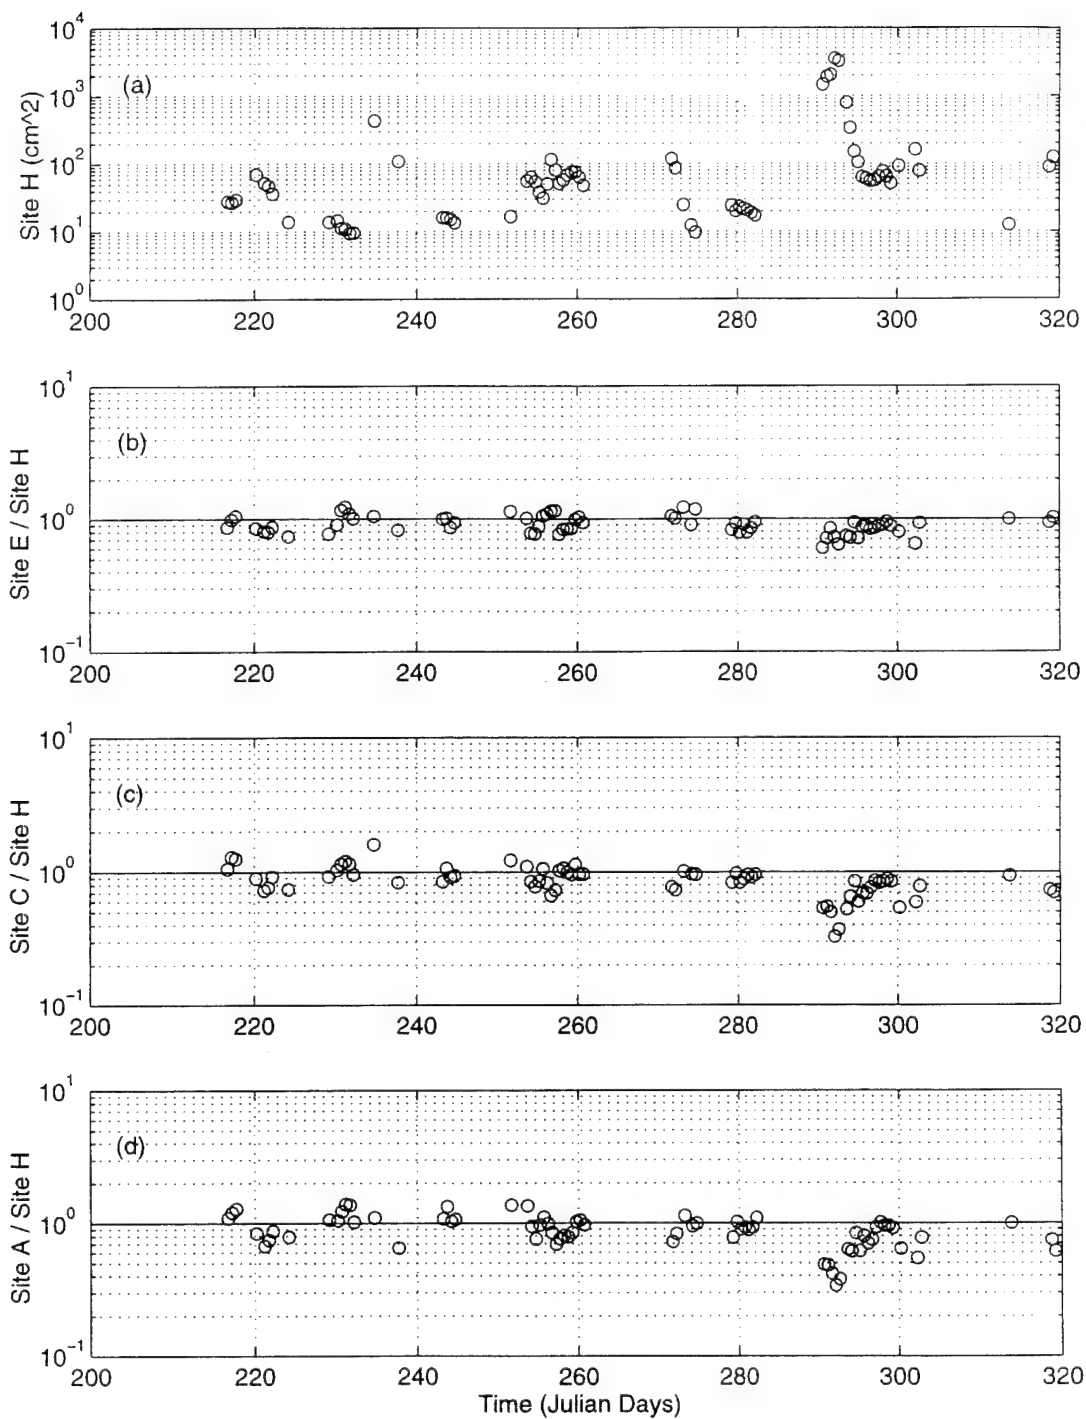 10^4
(a)
10^3
Site H (cm^2)
10^2
10^1
10^0
200 220 240 260 280 300 320
10^1
(b)
Site E / Site H
10^0
10^-1
200 220 240 260 280 300 320
10^1
(c)
Site C / Site H
10^0
10^-1
200 220 240 260 280 300 320
10^1
(d)
Site A / Site H
10^0
10^-1
200 220 240 260 280 300 320
Time (Julian Days)